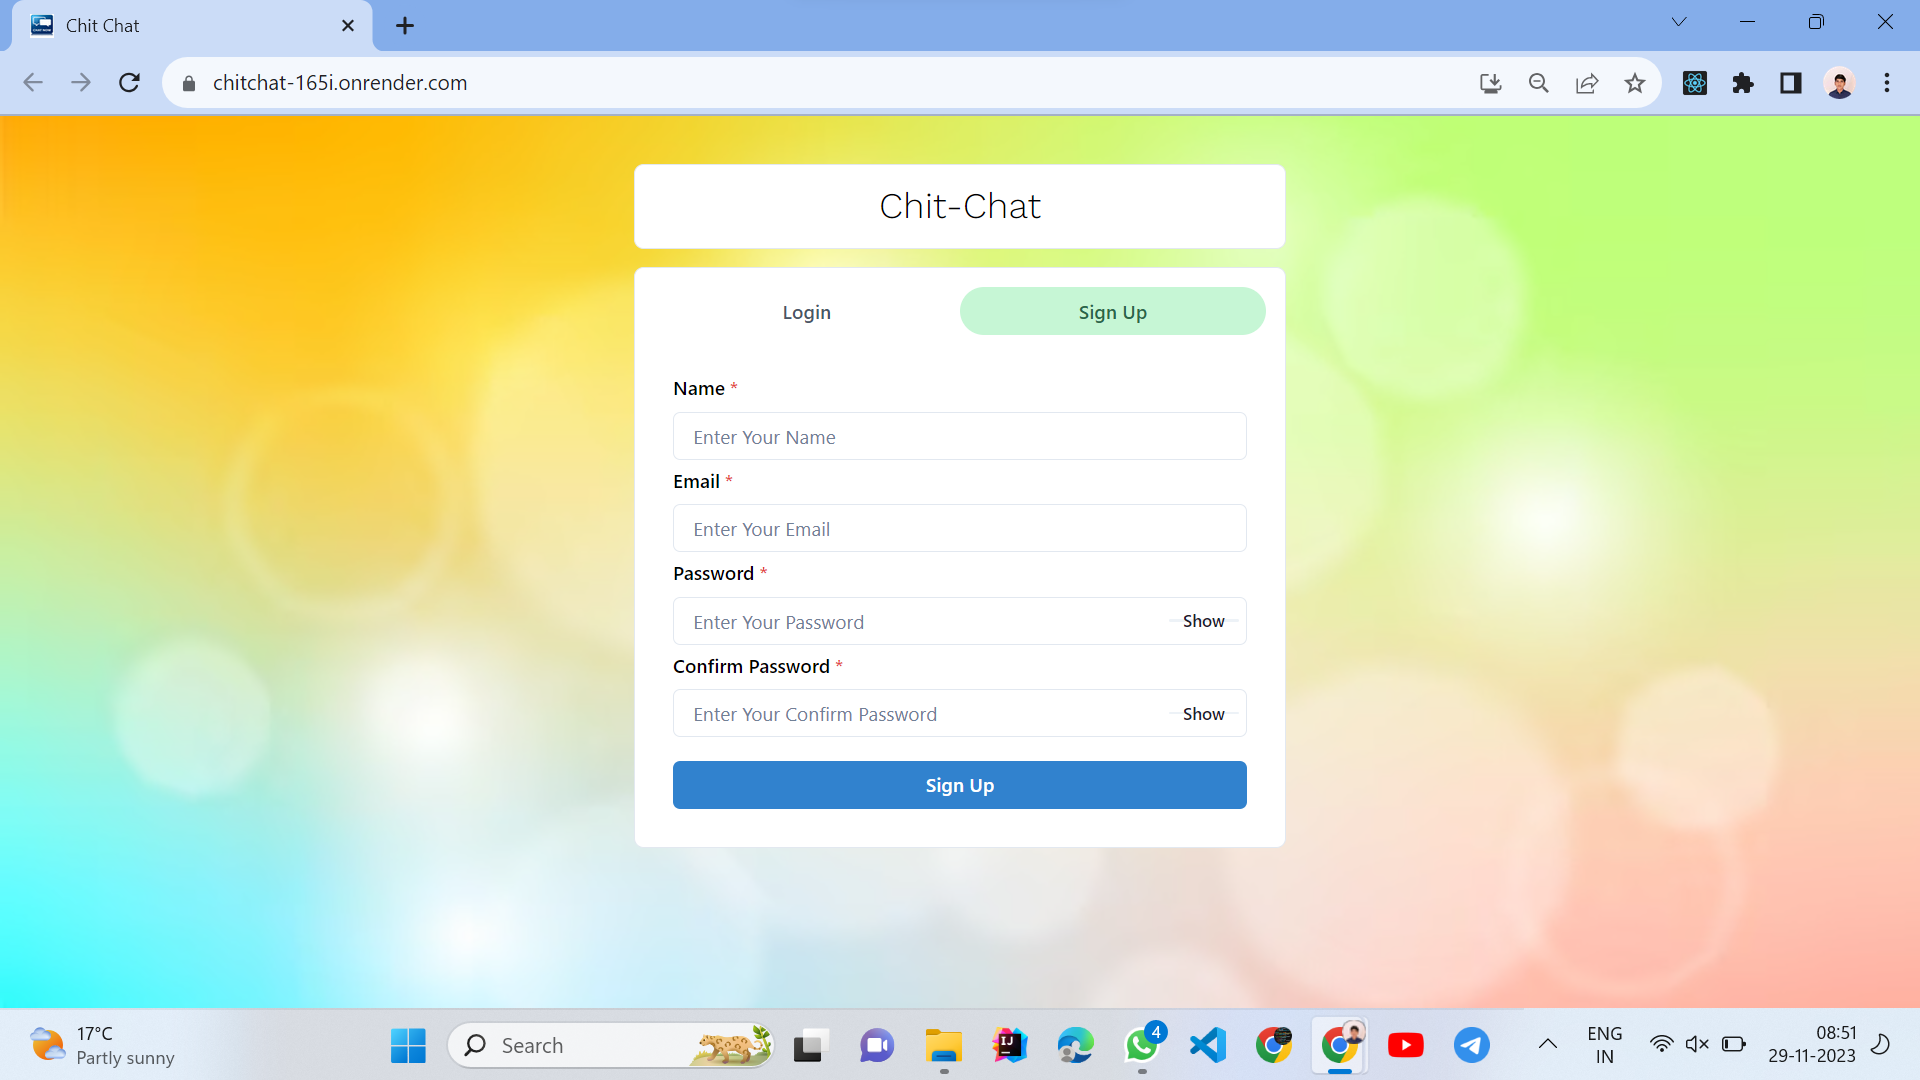 Chit Chat
chitchat-165i.onrender.com
Chit-Chat
Login
Sign Up
Name *
Enter Your Name
Email *
Enter Your Email
Password *
Enter Your Password
Show
Confirm Password *
Enter Your Confirm Password
Show
Sign Up
17°C
Partly sunny
Search
IJ
4
ENG
IN
08:51
29-11-2023